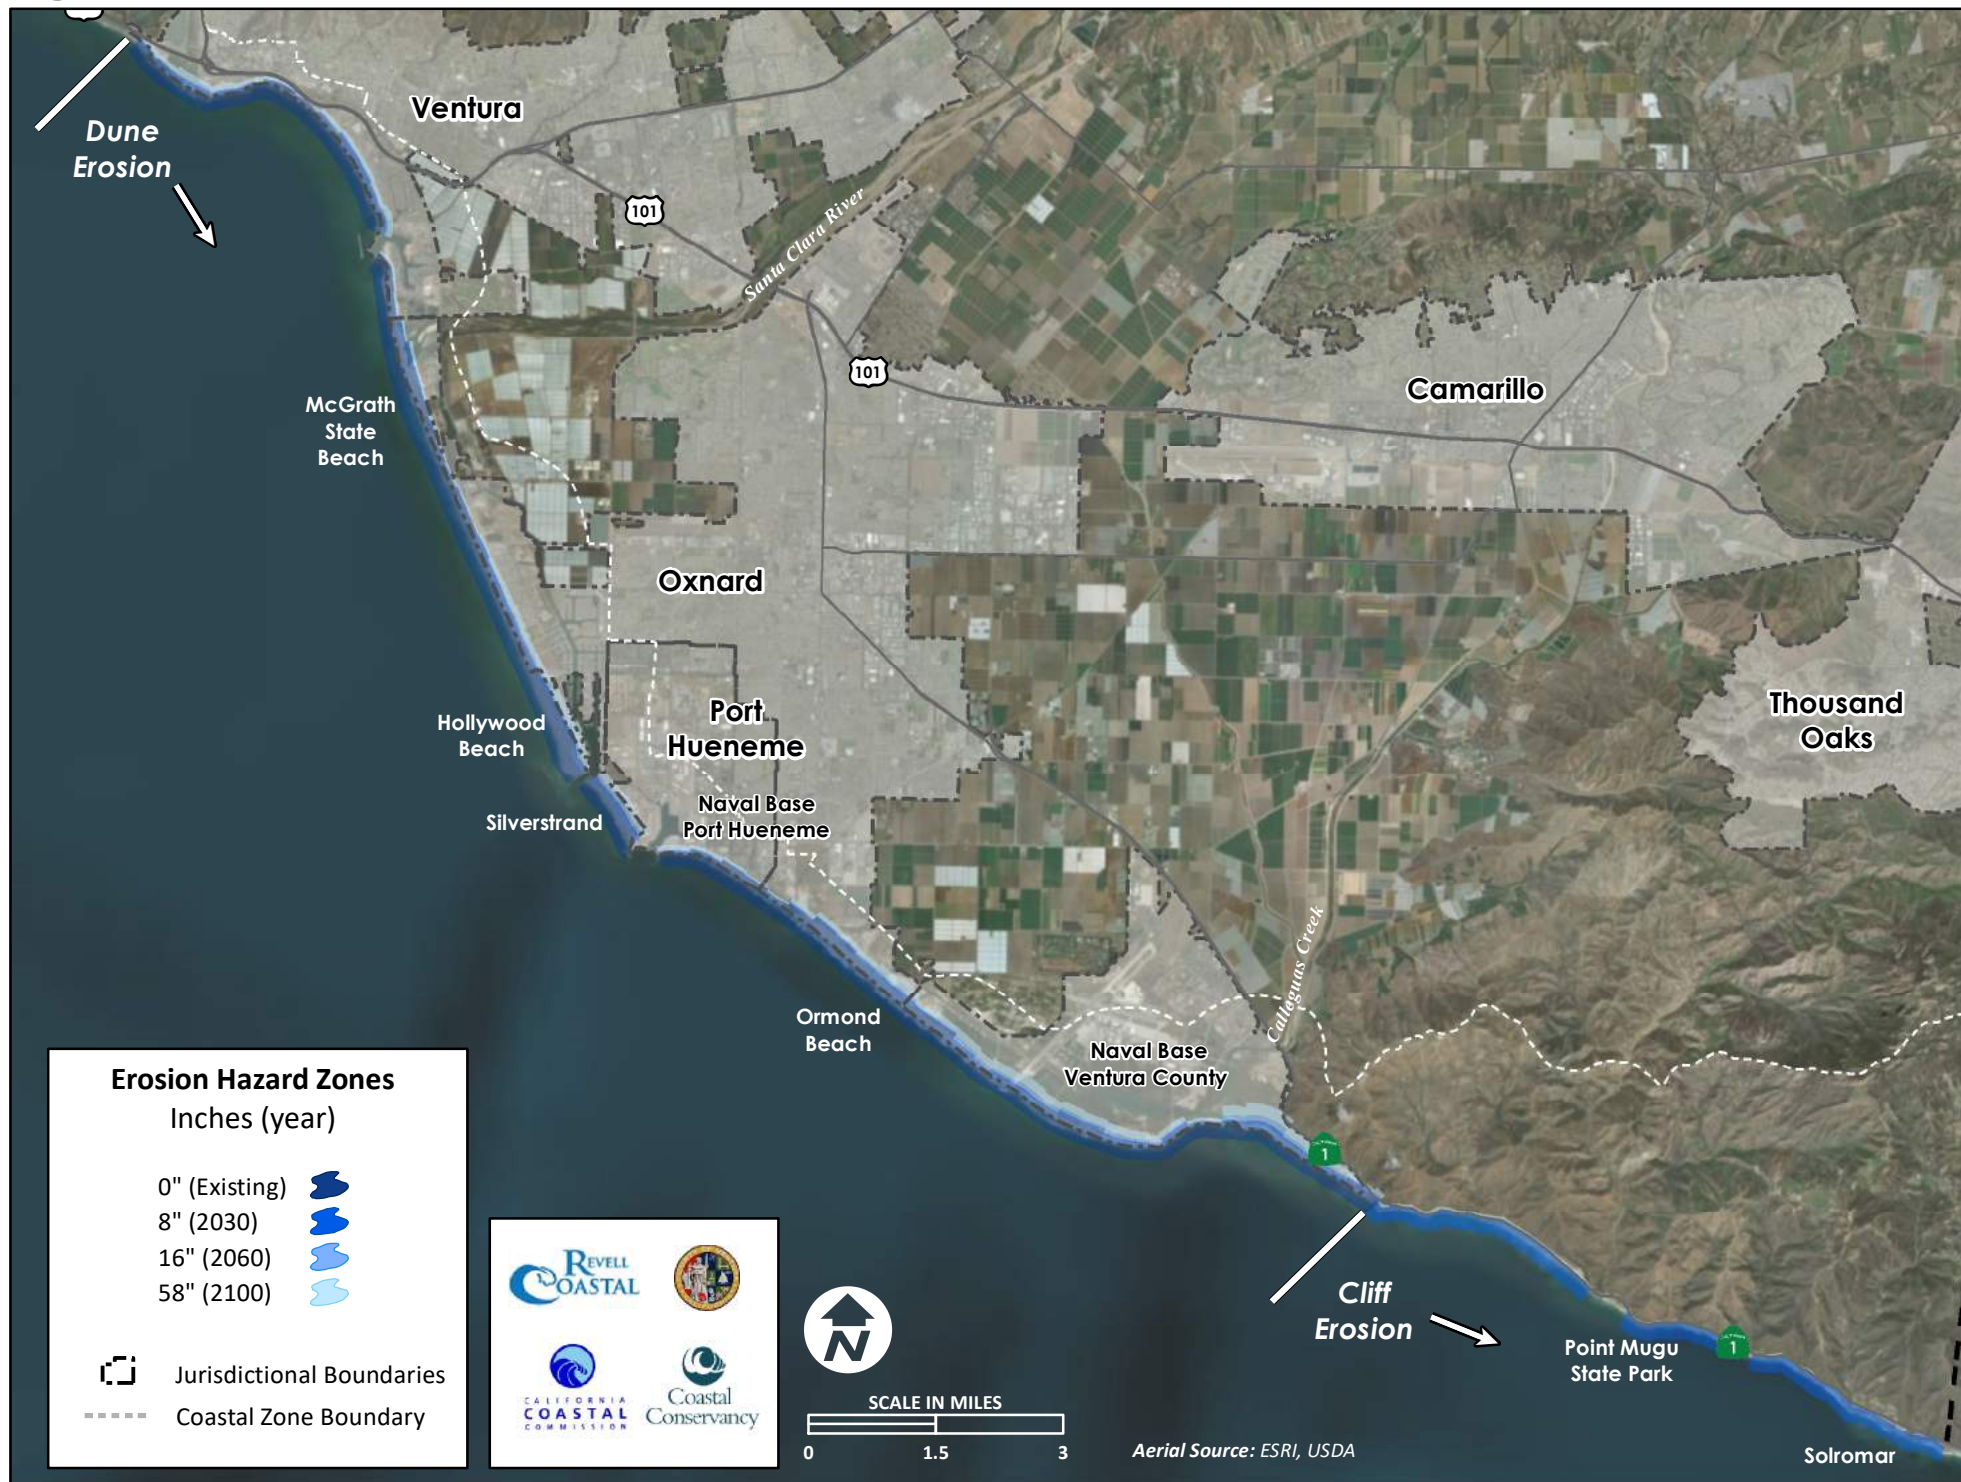 Ventura
Dune
Erosion
101
Santa Clara River
101
McGrath
State
Beach
Camarillo
Oxnard
Thousand
Oaks
Port
Hueneme
Hollywood
Beach
Naval Base
Port Hueneme
Silverstrand
Calleguas Creek
Ormond
Beach
Naval Base
Ventura County
1
Cliff
Erosion
Point Mugu
State Park
1
Solromar
Erosion Hazard Zones
Inches (year)
0" (Existing)
8" (2030)
16" (2060)
58" (2100)
Jurisdictional Boundaries
Coastal Zone Boundary
REVELL
COASTAL
CALIFORNIA
COASTAL
COMMISSION
Coastal
Conservancy
N
SCALE IN MILES
0 1.5 3
Aerial Source: ESRI, USDA